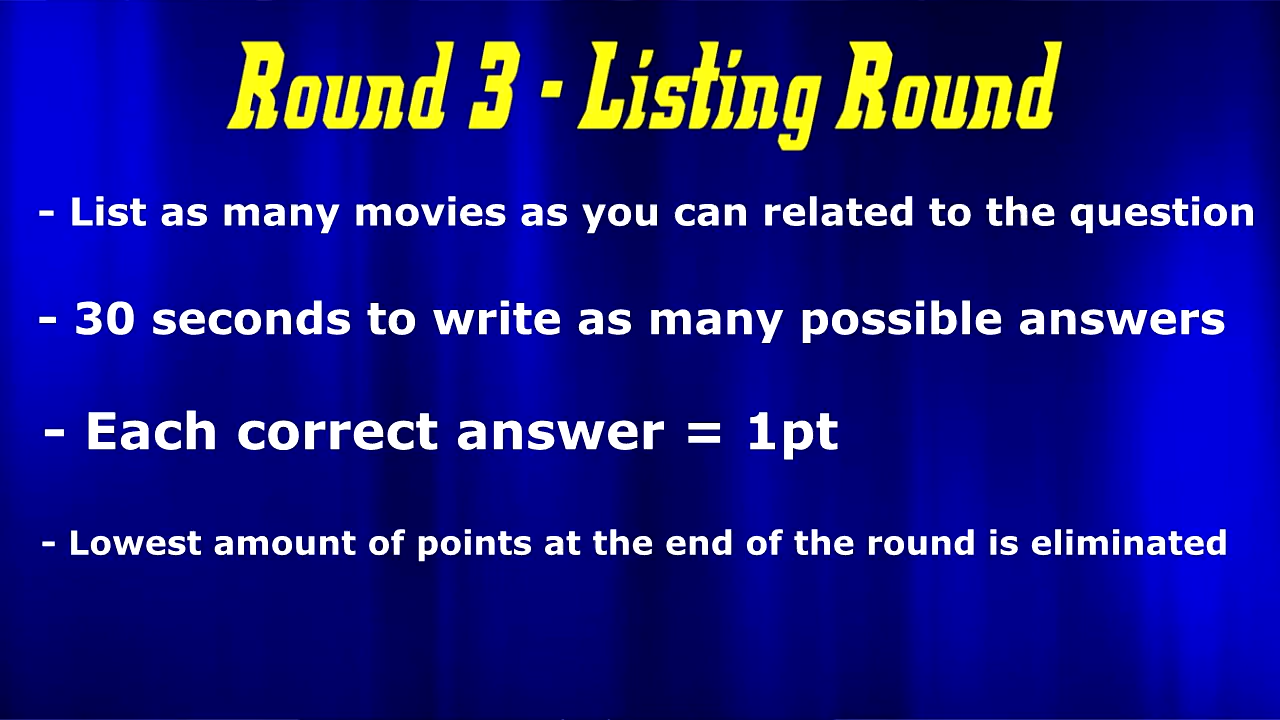 Round 3 - Listing Round
- List as many movies as you can related to the question
- 30 seconds to write as many possible answers
- Each correct answer = 1pt
- Lowest amount of points at the end of the round is eliminated